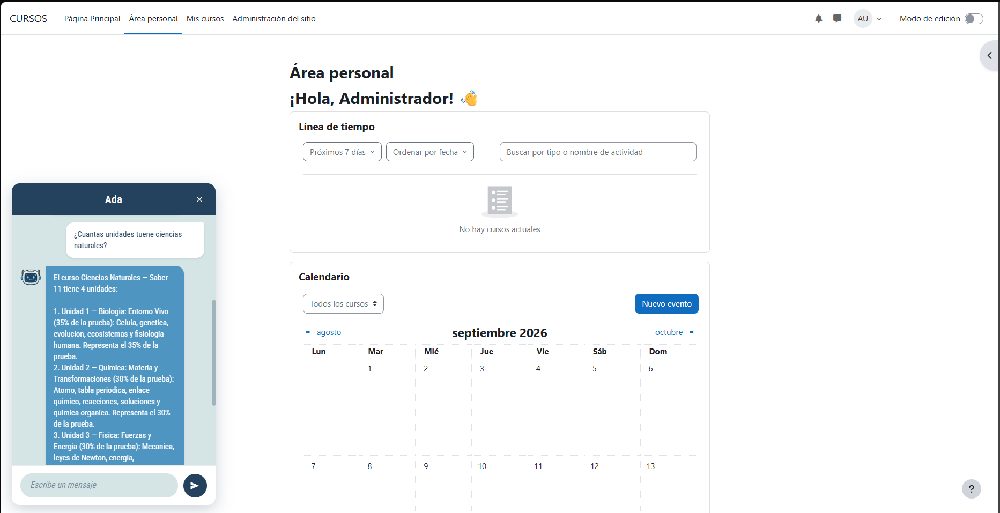 CURSOS Página Principal Área personal Mis cursos Administración del sitio AU Modo de edición
Área personal
¡Hola, Administrador! 👋
Línea de tiempo
Próximos 7 días Ordenar por fecha Buscar por tipo o nombre de actividad
No hay cursos actuales
Calendario
Todos los cursos Nuevo evento
agosto septiembre 2026 octubre
Lun Mar Mié Jue Vie Sáb Dom
1 2 3 4 5 6
7 8 9 10 11 12 13
?
Ada ×
¿Cuantas unidades tuene ciencias
naturales?
El curso Ciencias Naturales — Saber
11 tiene 4 unidades:
1. Unidad 1 — Biologia: Entorno Vivo
(35% de la prueba): Celula, genetica,
evolucion, ecosistemas y fisiologia
humana. Representa el 35% de la
prueba.
2. Unidad 2 — Quimica: Materia y
Transformaciones (30% de la prueba):
Atomo, tabla periodica, enlace
quimico, reacciones, soluciones y
quimica organica. Representa el 30%
de la prueba.
3. Unidad 3 — Fisica: Fuerzas y
Energia (30% de la prueba): Mecanica,
leyes de Newton, energia,
Escribe un mensaje